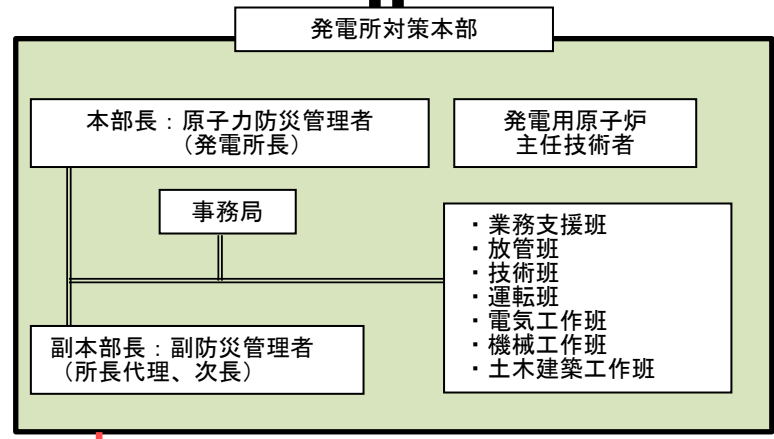 発電所対策本部
本部長：原子力防災管理者
（発電所長）
発電用原子炉
主任技術者
事務局
・業務支援班
・放管班
・技術班
・運転班
・電気工作班
・機械工作班
・土木建築工作班
副本部長：副防災管理者
（所長代理、次長）